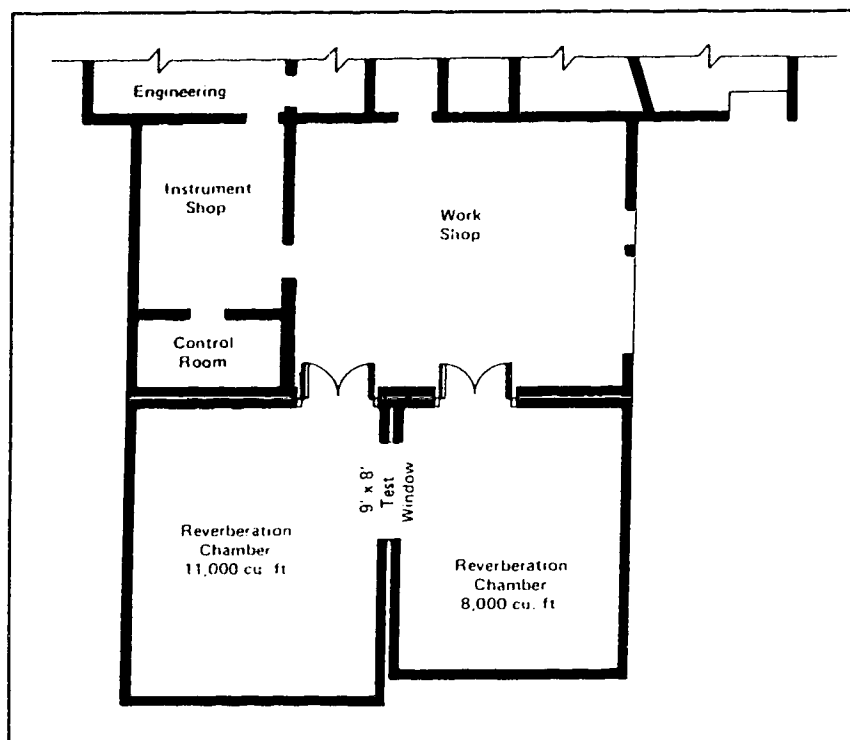 Engineering
Instrument
Shop
Work
Shop
Control
Room
9' x 8'
Test
Window
Reverberation
Chamber
11,000 cu. ft
Reverberation
Chamber
8,000 cu. ft